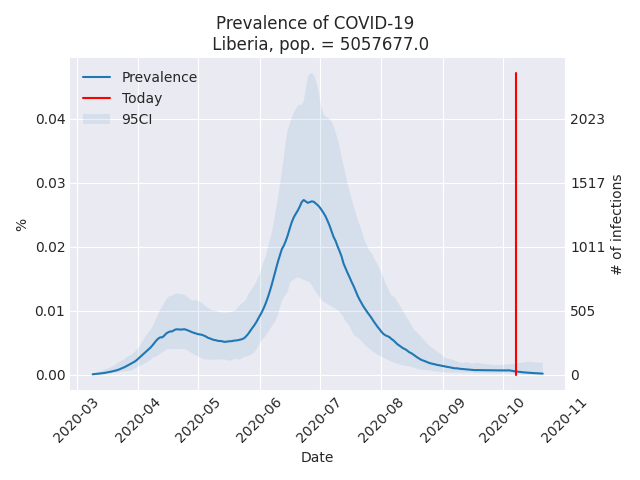 Prevalence of COVID-19
Liberia, pop. = 5057677.0
Prevalence
Today
95CI
0.04
0.03
0.02
0.01
0.00
%
2023
1517
1011
505
0
# of infections
2020-03
2020-04
2020-05
2020-06
2020-07
2020-08
2020-09
2020-10
2020-11
Date